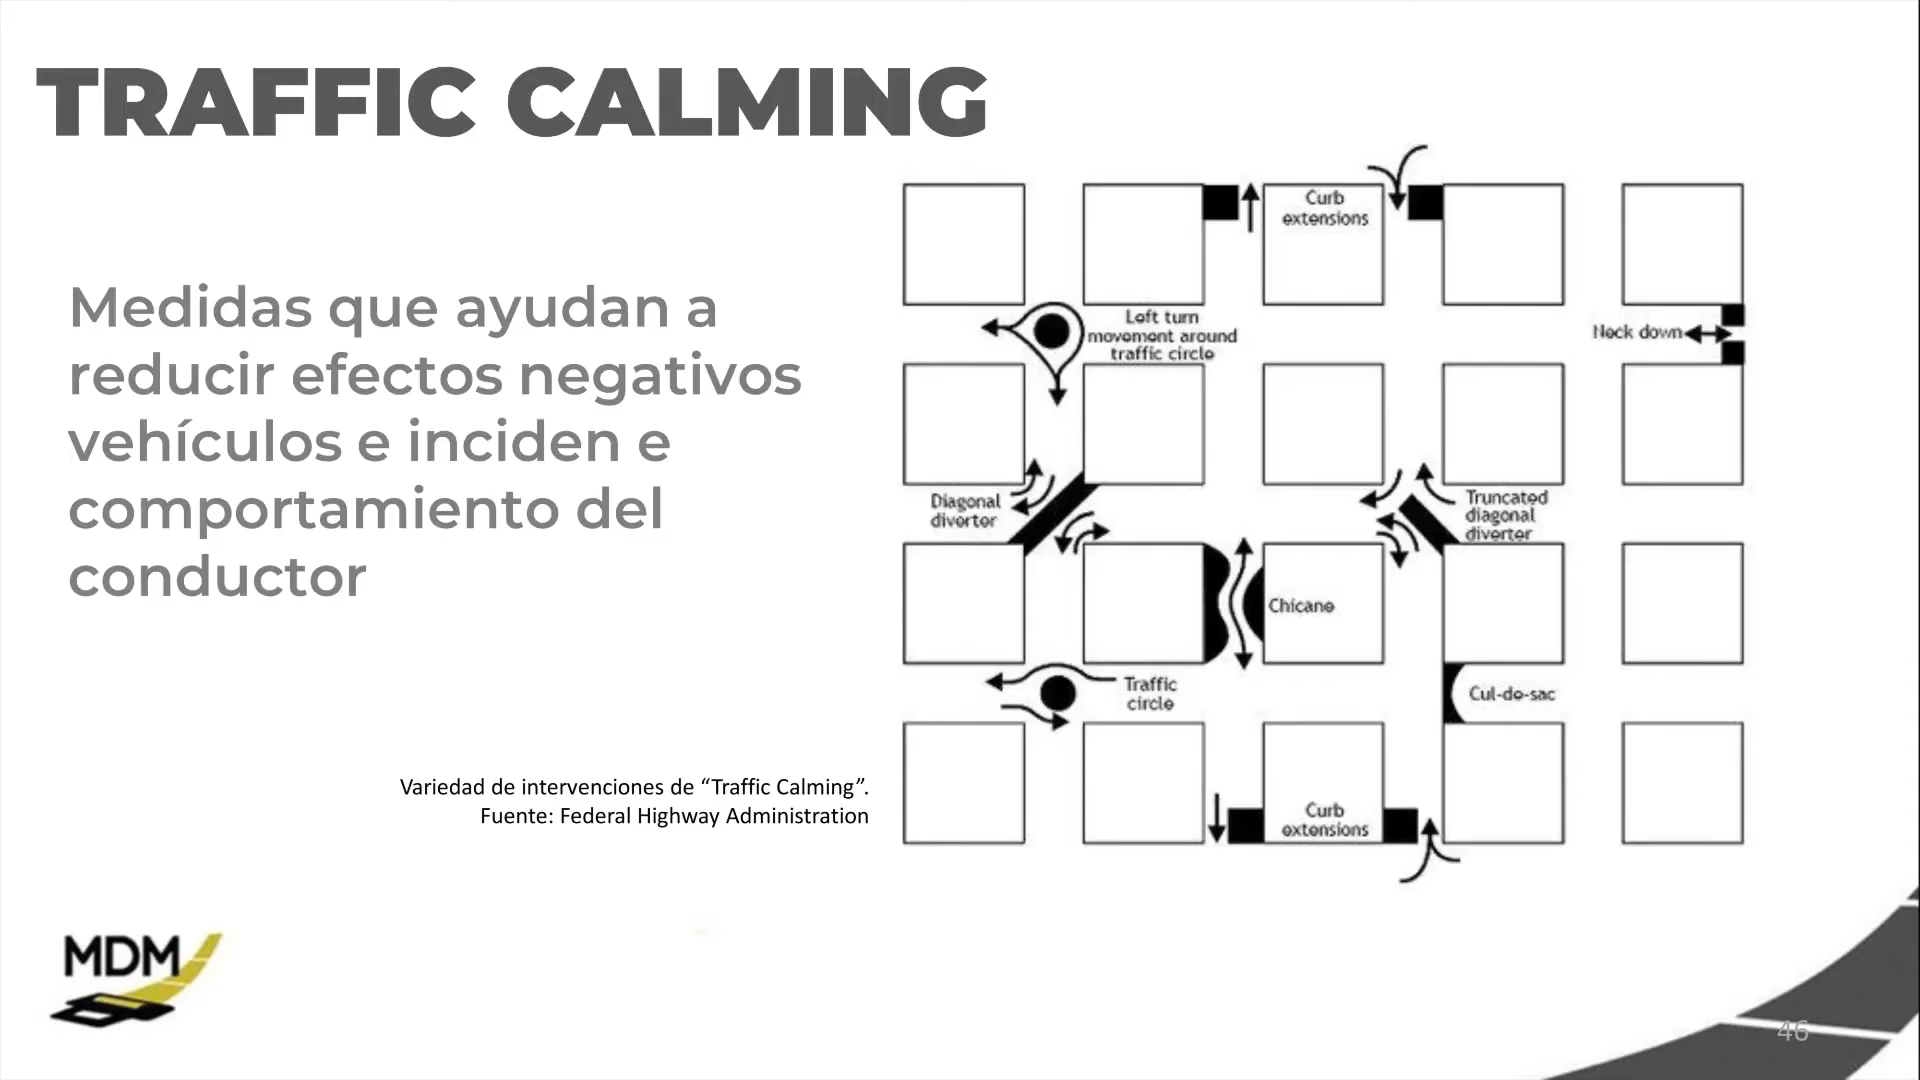 TRAFFIC CALMING
Medidas que ayudan a
reducir efectos negativos
vehículos e inciden e
comportamiento del
conductor
Curb
extensions
Left turn
movement around
traffic circle
Neck down
Diagonal
diverter
Truncated
diagonal
diverter
Chicane
Traffic
circle
Cul-de-sac
Curb
extensions
Variedad de intervenciones de “Traffic Calming”.
Fuente: Federal Highway Administration
MDM
46